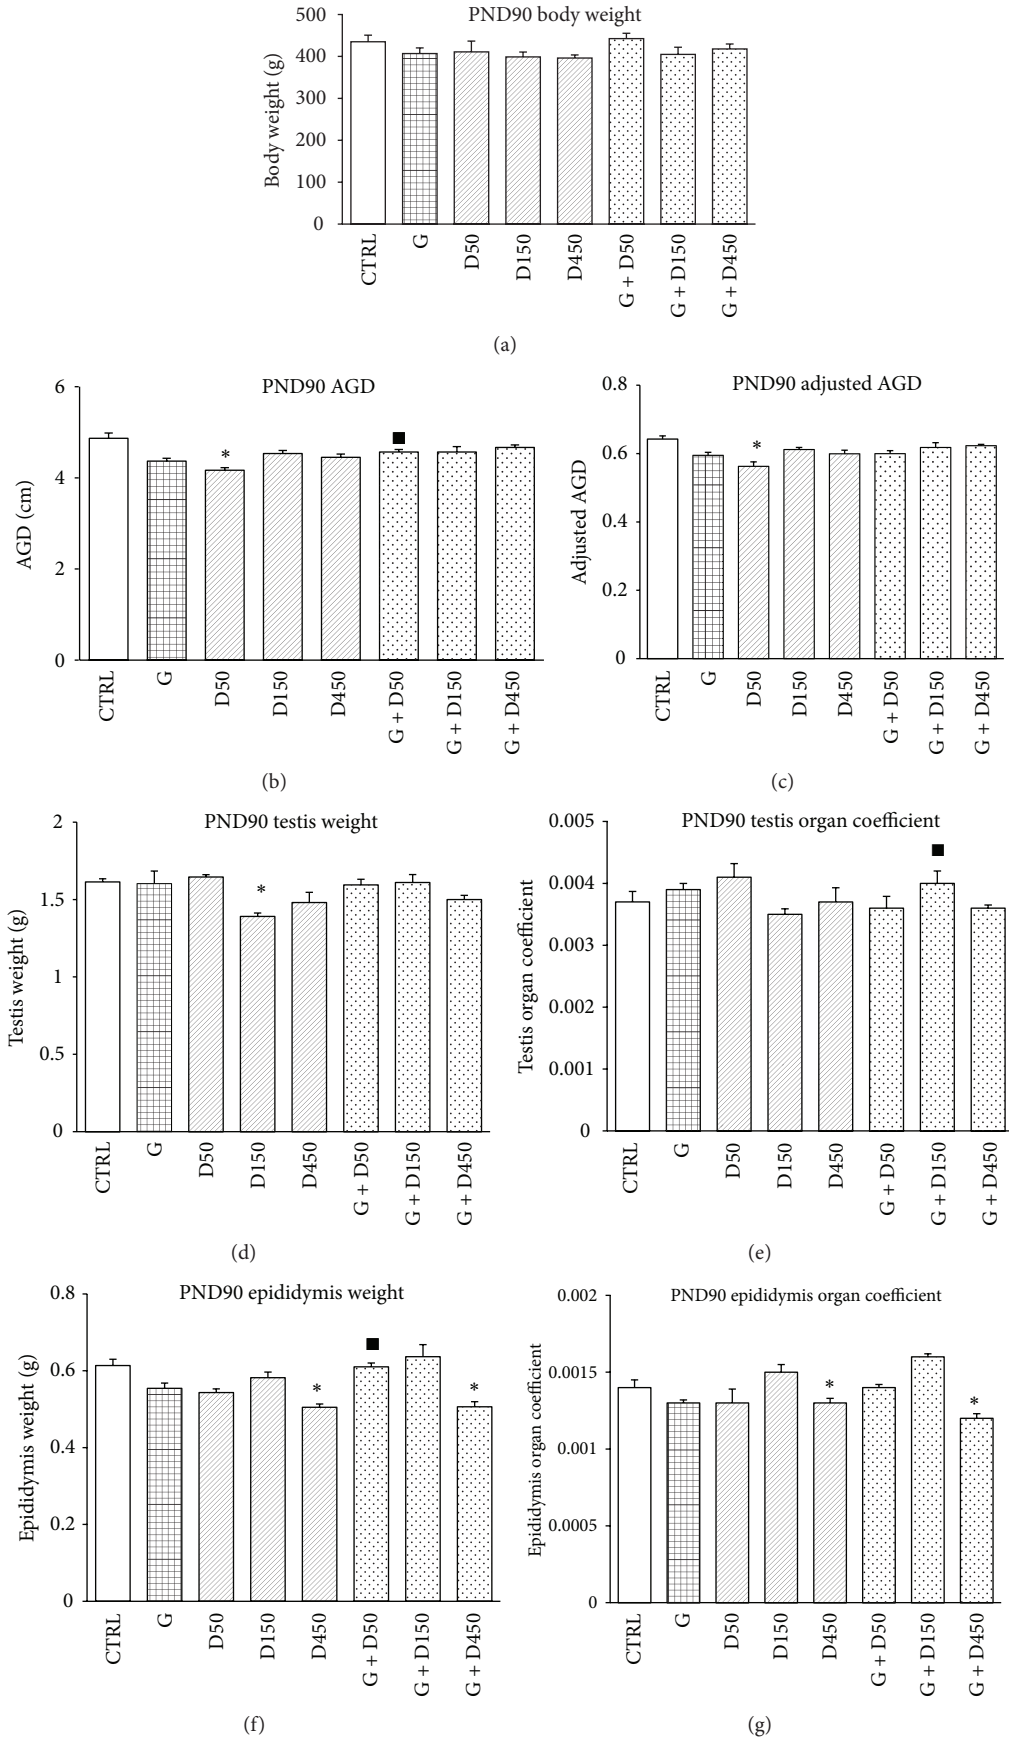 PND90 body weight
Body weight (g)
500
400
300
200
100
0
CTRL
G
D50
D150
D450
G + D50
G + D150
G + D450
(a)
PND90 AGD
AGD (cm)
6
4
2
0
CTRL
G
*
D50
D150
D450
■
G + D50
G + D150
G + D450
(b)
PND90 adjusted AGD
Adjusted AGD
0.8
0.6
0.4
0.2
0
CTRL
G
*
D50
D150
D450
G + D50
G + D150
G + D450
(c)
PND90 testis weight
Testis weight (g)
2
1.5
1
0.5
0
CTRL
G
D50
*
D150
D450
G + D50
G + D150
G + D450
(d)
PND90 testis organ coefficient
Testis organ coefficient
0.005
0.004
0.003
0.002
0.001
0
CTRL
G
D50
D150
D450
G + D50
■
G + D150
G + D450
(e)
PND90 epididymis weight
Epididymis weight (g)
0.8
0.6
0.4
0.2
0
CTRL
G
D50
D150
*
D450
■
G + D50
G + D150
*
G + D450
(f)
PND90 epididymis organ coefficient
Epididymis organ coefficient
0.002
0.0015
0.001
0.0005
0
CTRL
G
D50
D150
*
D450
G + D50
G + D150
*
G + D450
(g)